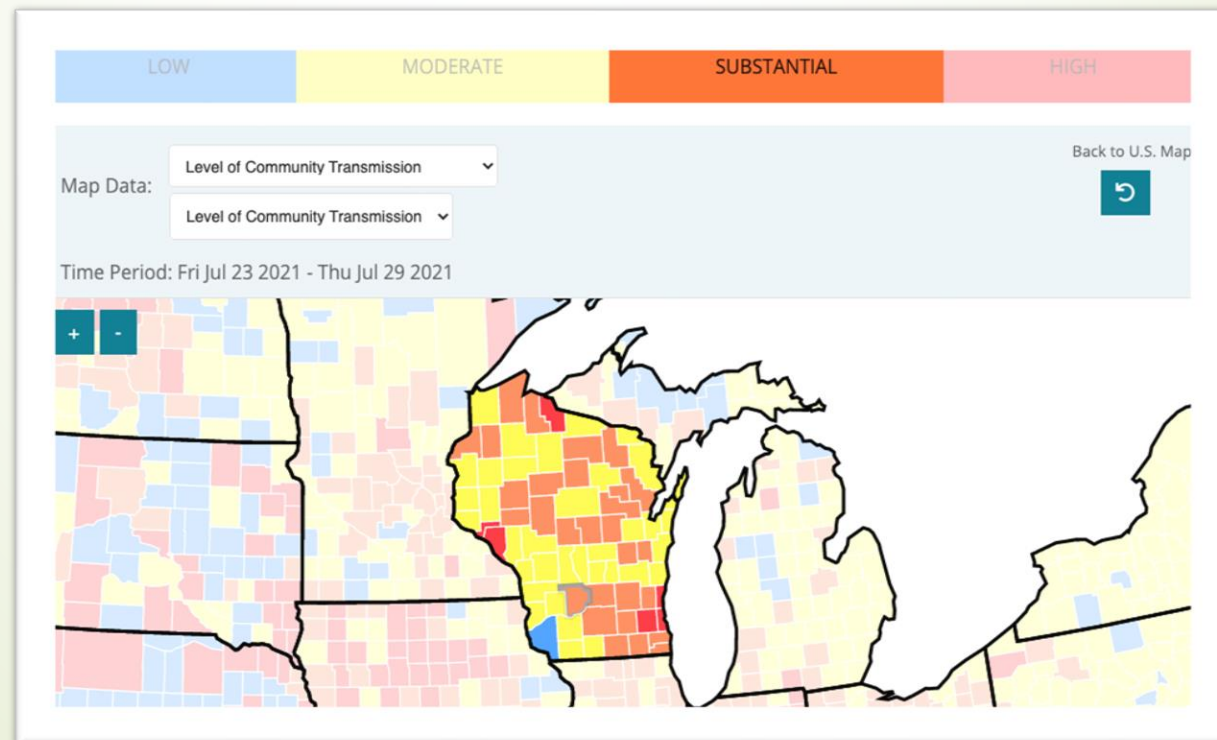 LOW MODERATE SUBSTANTIAL HIGH
Back to U.S. Map
Map Data:
Level of Community Transmission
Level of Community Transmission
Time Period: Fri Jul 23 2021 - Thu Jul 29 2021
+ -